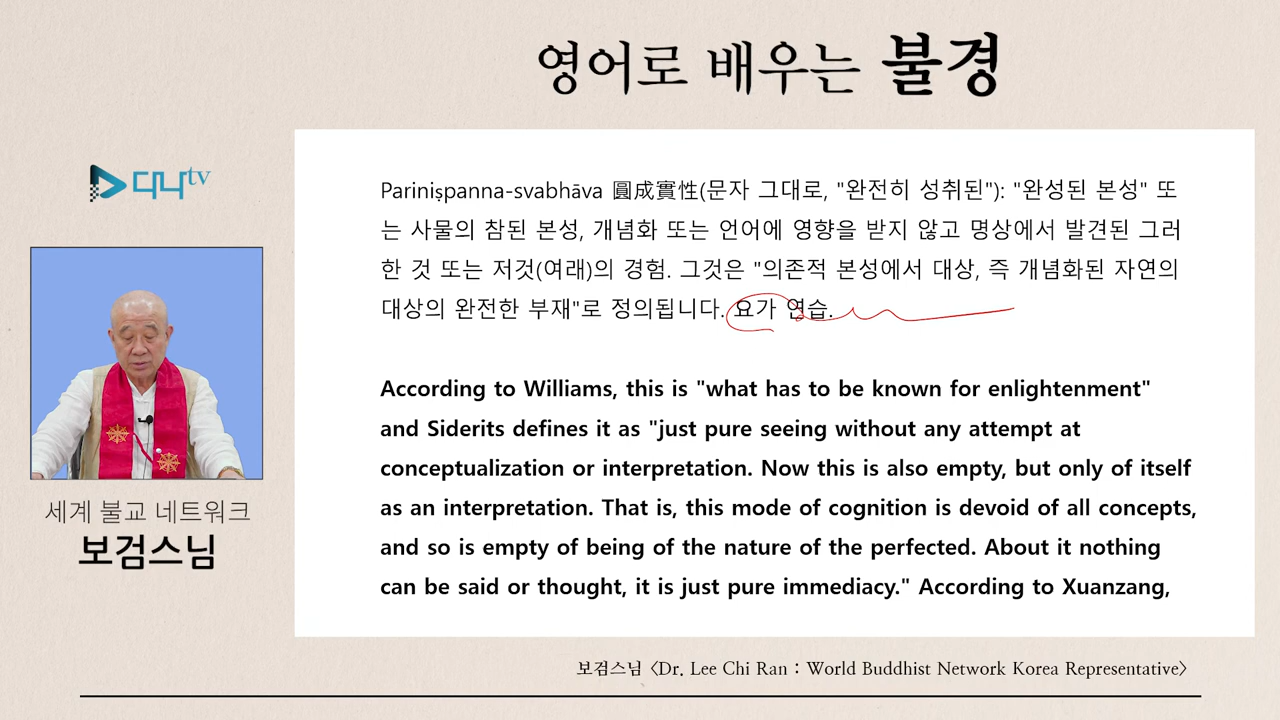 영어로 배우는 불경
디나tv
Pariniṣpanna-svabhāva 圓成實性(문자 그대로, "완전히 성취된"): "완성된 본성" 또
는 사물의 참된 본성, 개념화 또는 언어에 영향을 받지 않고 명상에서 발견된 그러
한 것 또는 저것(여래)의 경험. 그것은 "의존적 본성에서 대상, 즉 개념화된 자연의
대상의 완전한 부재"로 정의됩니다. 요가 연습.
According to Williams, this is "what has to be known for enlightenment"
and Siderits defines it as "just pure seeing without any attempt at
conceptualization or interpretation. Now this is also empty, but only of itself
as an interpretation. That is, this mode of cognition is devoid of all concepts,
and so is empty of being of the nature of the perfected. About it nothing
can be said or thought, it is just pure immediacy." According to Xuanzang,
세계 불교 네트워크
보검스님
보검스님 <Dr. Lee Chi Ran : World Buddhist Network Korea Representative>